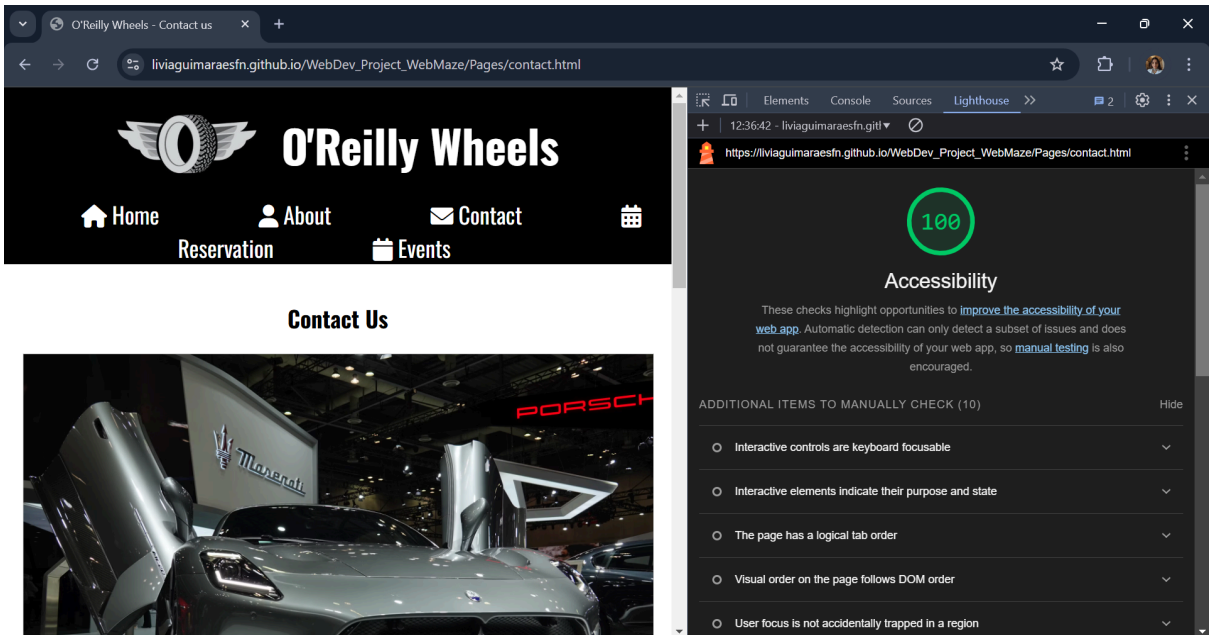 O'Reilly Wheels - Contact us
liviaguimaraesfn.github.io/WebDev_Project_WebMaze/Pages/contact.html
O'Reilly Wheels
Home About Contact
Reservation Events
Contact Us
PORSCH
Maserati
Elements Console Sources Lighthouse 2
12:36:42 - liviaguimaraesfn.gitl
https://liviaguimaraesfn.github.io/WebDev_Project_WebMaze/Pages/contact.html
100
Accessibility
These checks highlight opportunities to improve the accessibility of your
web app. Automatic detection can only detect a subset of issues and does
not guarantee the accessibility of your web app, so manual testing is also
encouraged.
ADDITIONAL ITEMS TO MANUALLY CHECK (10) Hide
Interactive controls are keyboard focusable
Interactive elements indicate their purpose and state
The page has a logical tab order
Visual order on the page follows DOM order
User focus is not accidentally trapped in a region